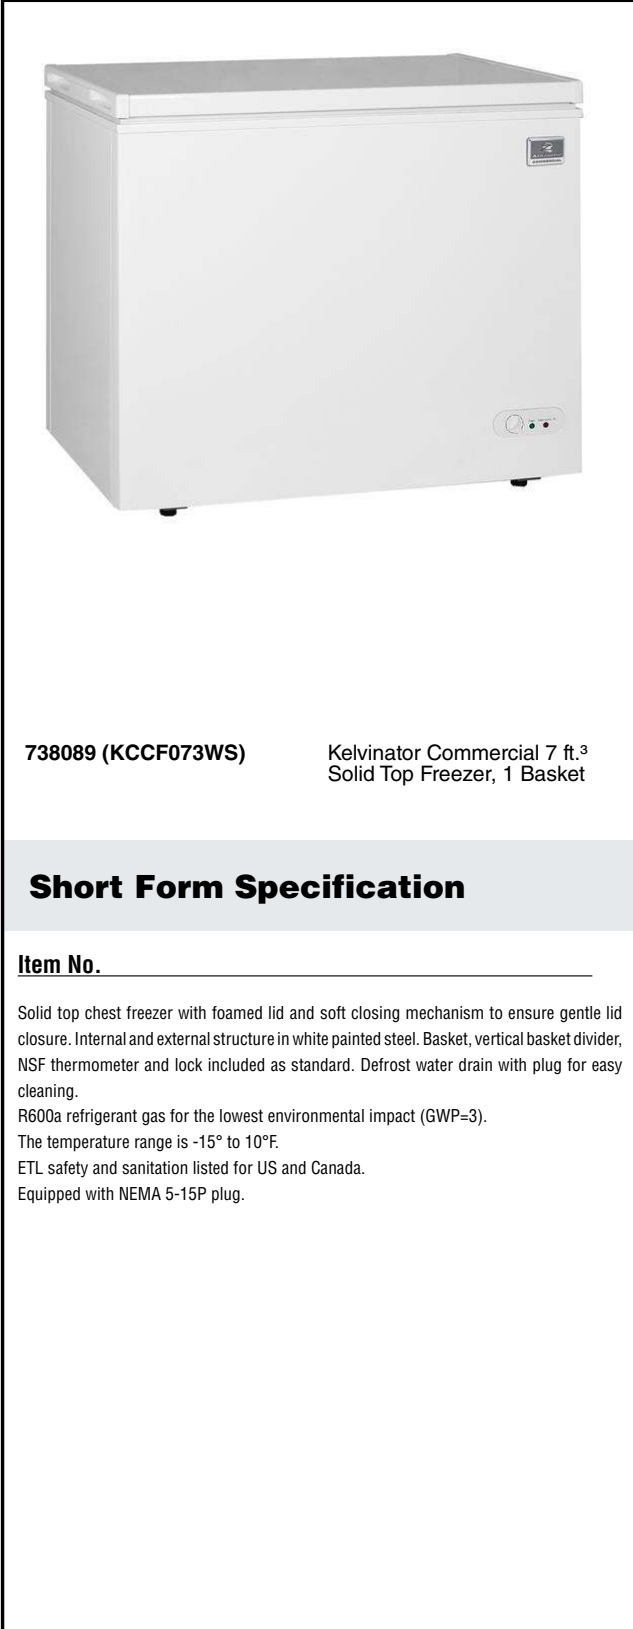 738089 (KCCF073WS)
Kelvinator Commercial 7 ft.³
Solid Top Freezer, 1 Basket
Short Form Specification
Item No.
Solid top chest freezer with foamed lid and soft closing mechanism to ensure gentle lid
closure. Internal and external structure in white painted steel. Basket, vertical basket divider,
NSF thermometer and lock included as standard. Defrost water drain with plug for easy
cleaning.
R600a refrigerant gas for the lowest environmental impact (GWP=3).
The temperature range is -15° to 10°F.
ETL safety and sanitation listed for US and Canada.
Equipped with NEMA 5-15P plug.